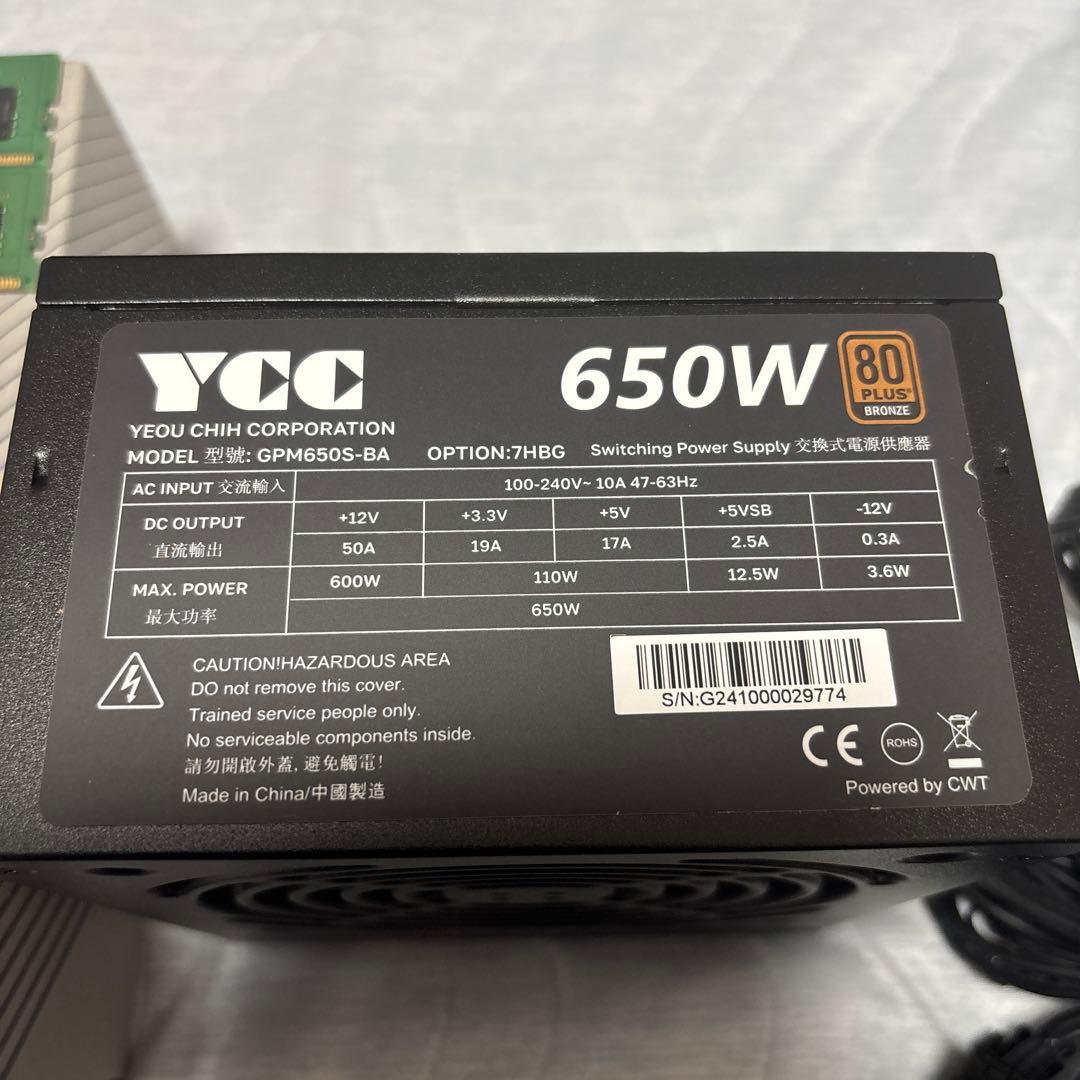 YCC
650W
80
PLUS®
BRONZE
YEOU CHIH CORPORATION
MODEL 型號: GPM650S-BA OPTION:7HBG Switching Power Supply 交換式電源供應器
AC INPUT 交流輸入 100-240V~ 10A 47-63Hz
DC OUTPUT 直流輸出 +12V +3.3V +5V +5VSB -12V
50A 19A 17A 2.5A 0.3A
MAX. POWER 最大功率 600W 110W 12.5W 3.6W
650W
CAUTION!HAZARDOUS AREA
DO not remove this cover.
Trained service people only.
No serviceable components inside.
請勿開啟外蓋, 避免觸電!
Made in China/中國製造
S/N:G241000029774
CE
ROHS
Powered by CWT